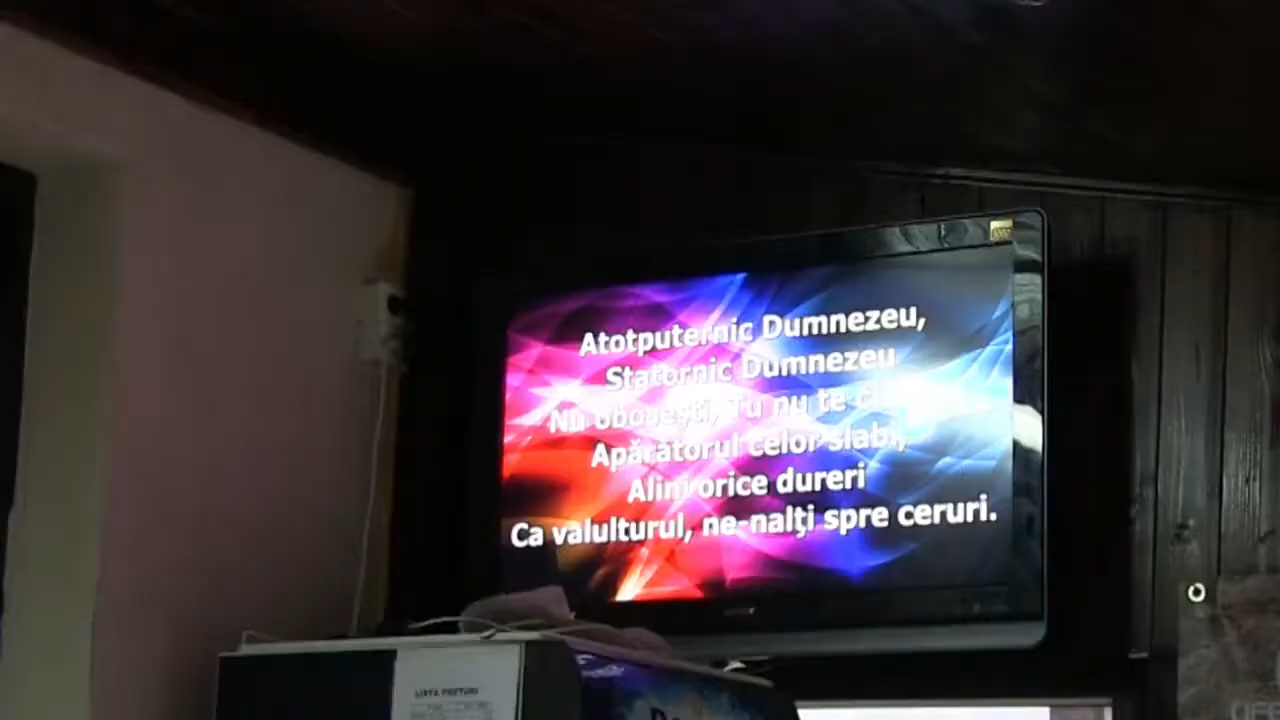 Atotputernic Dumnezeu,
Statornic Dumnezeu
Nu obosești, Tu nu te
Apărătorul celor slabi,
Alini orice dureri
Ca valulturul, ne-nalţi spre ceruri.
LISTA PRETURI